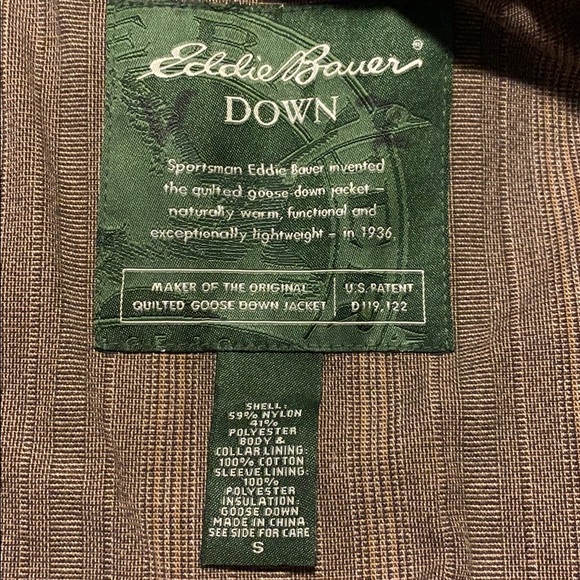 Eddie Bauer®
DOWN
Sportsman Eddie Bauer invented
the quilted goose down jacket –
naturally warm, functional and
exceptionally lightweight – in 1936.
MAKER OF THE ORIGINAL
QUILTED GOOSE DOWN JACKET
U.S. PATENT
D119,122
SHELL:
59% NYLON
41%
POLYESTER
BODY &
COLLAR LINING:
100% COTTON
SLEEVE LINING:
100%
POLYESTER
INSULATION:
GOOSE DOWN
MADE IN CHINA
SEE SIDE FOR CARE
S